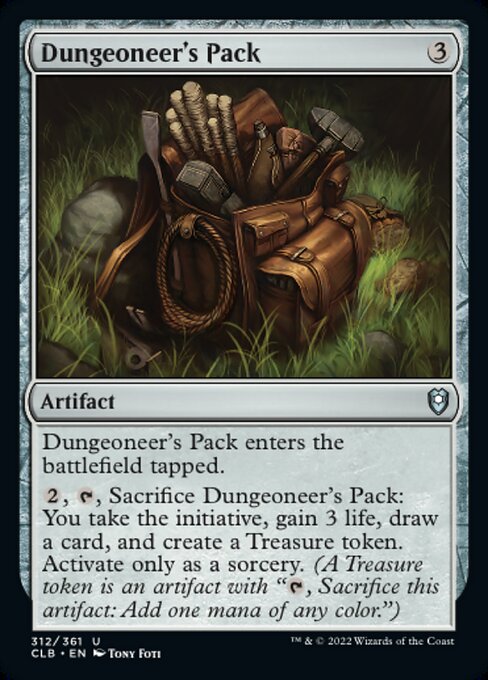 Dungeoneer's Pack 3
Artifact
Dungeoneer's Pack enters the
battlefield tapped.
2, , Sacrifice Dungeoneer's Pack:
You take the initiative, gain 3 life, draw
a card, and create a Treasure token.
Activate only as a sorcery. (A Treasure
token is an artifact with “, Sacrifice this
artifact: Add one mana of any color.”)
312/361 U
™ & © 2022 Wizards of the Coast
CLB • EN Tony Foti